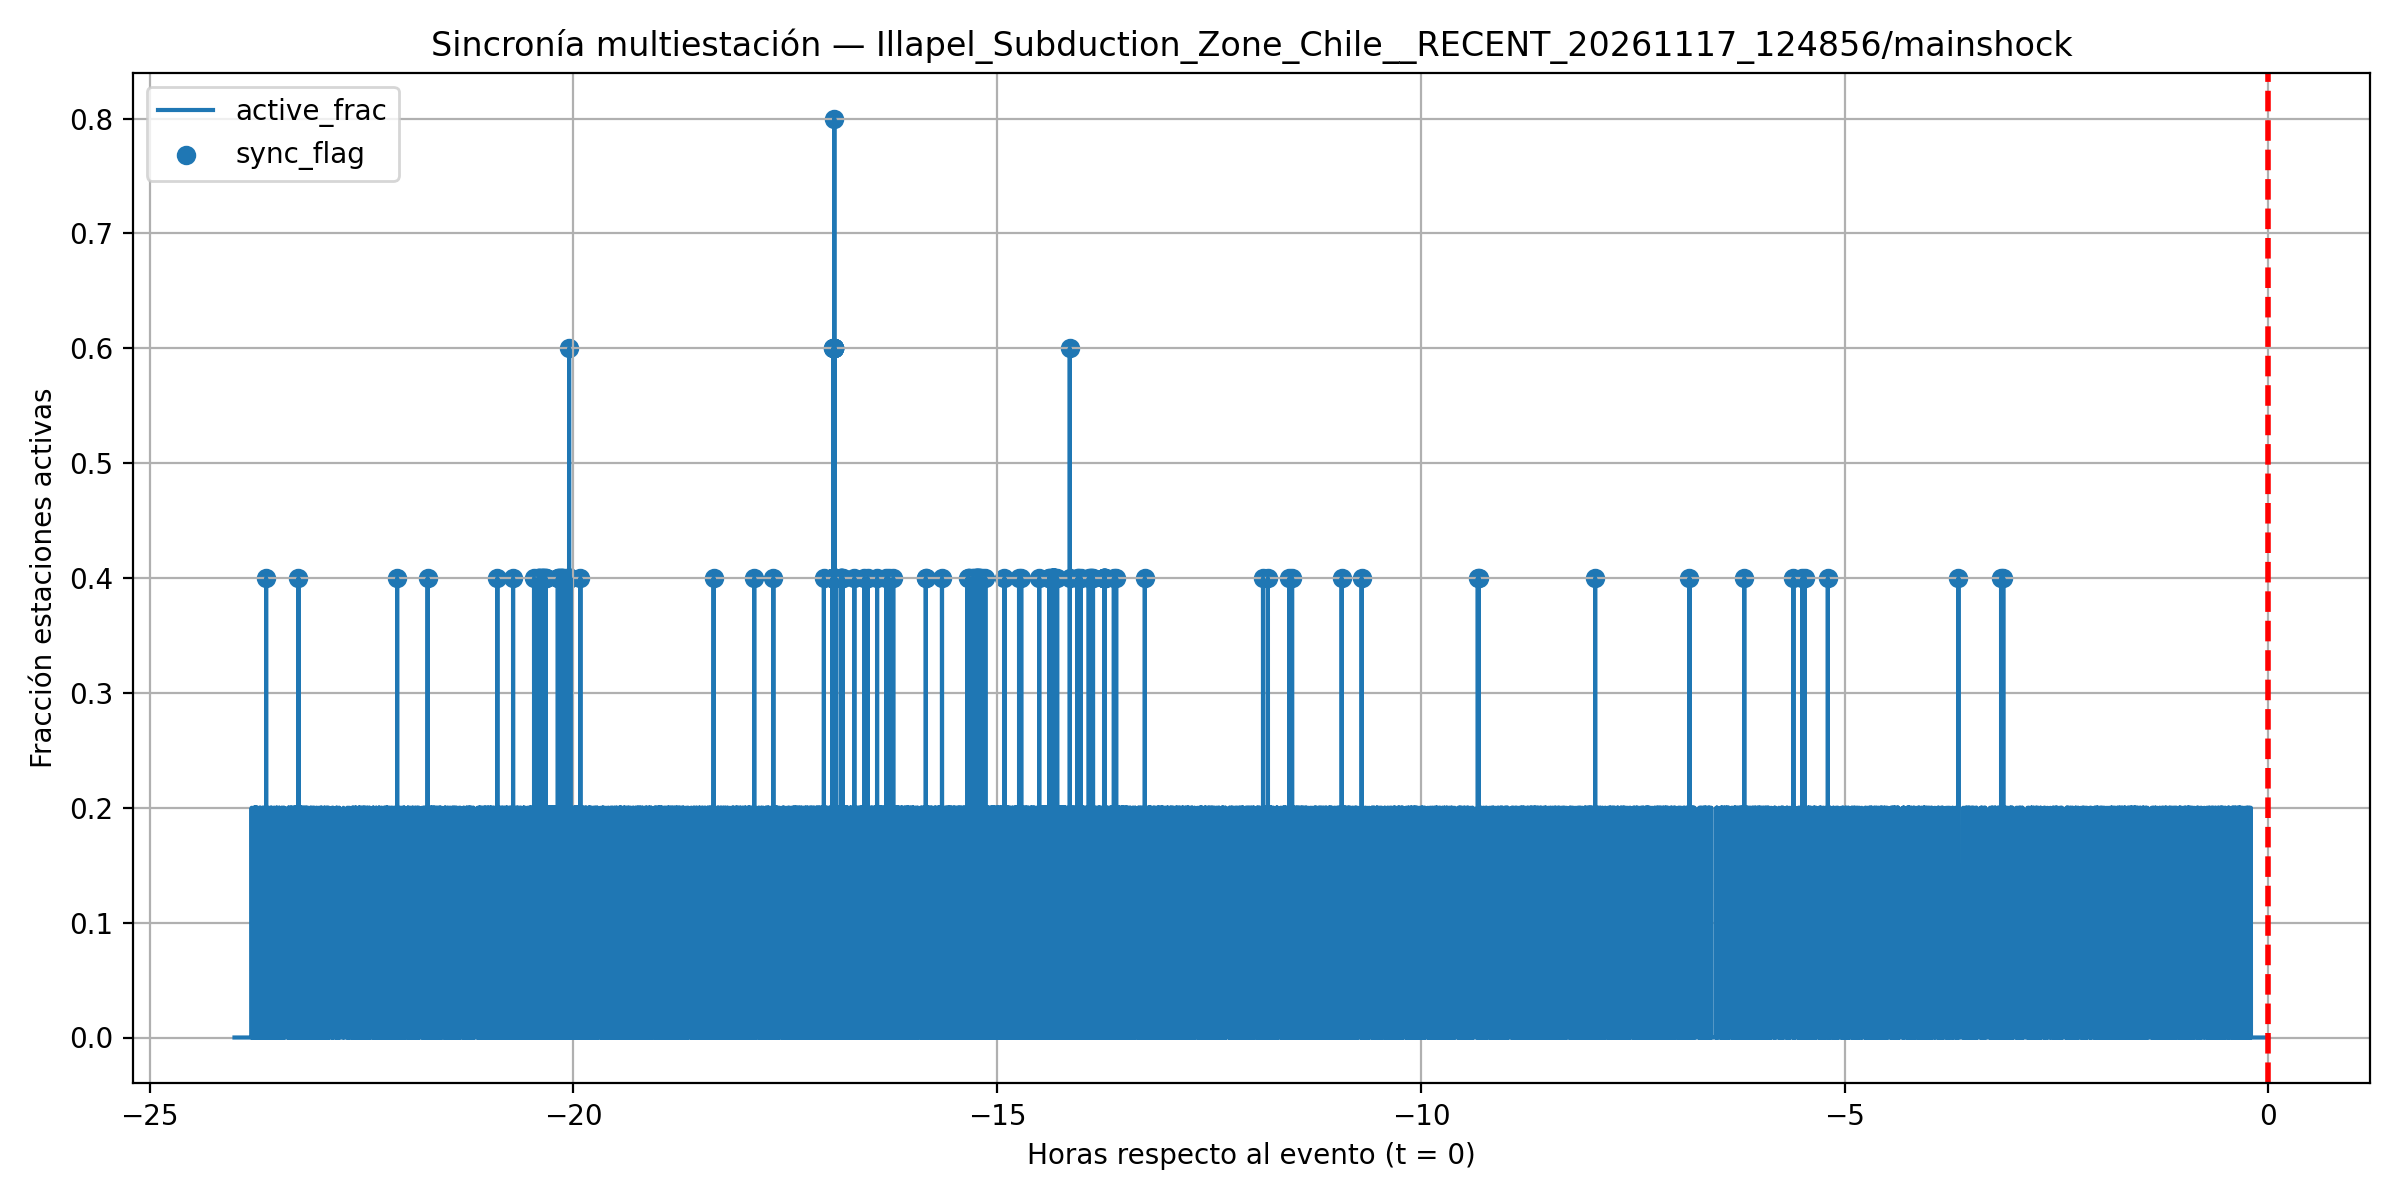 Sincronía multiestación — Illapel_Subduction_Zone_Chile__RECENT_20261117_124856/mainshock
active_frac
sync_flag
Fracción estaciones activas
0.8
0.7
0.6
0.5
0.4
0.3
0.2
0.1
0.0
−25 −20 −15 −10 −5 0
Horas respecto al evento (t = 0)